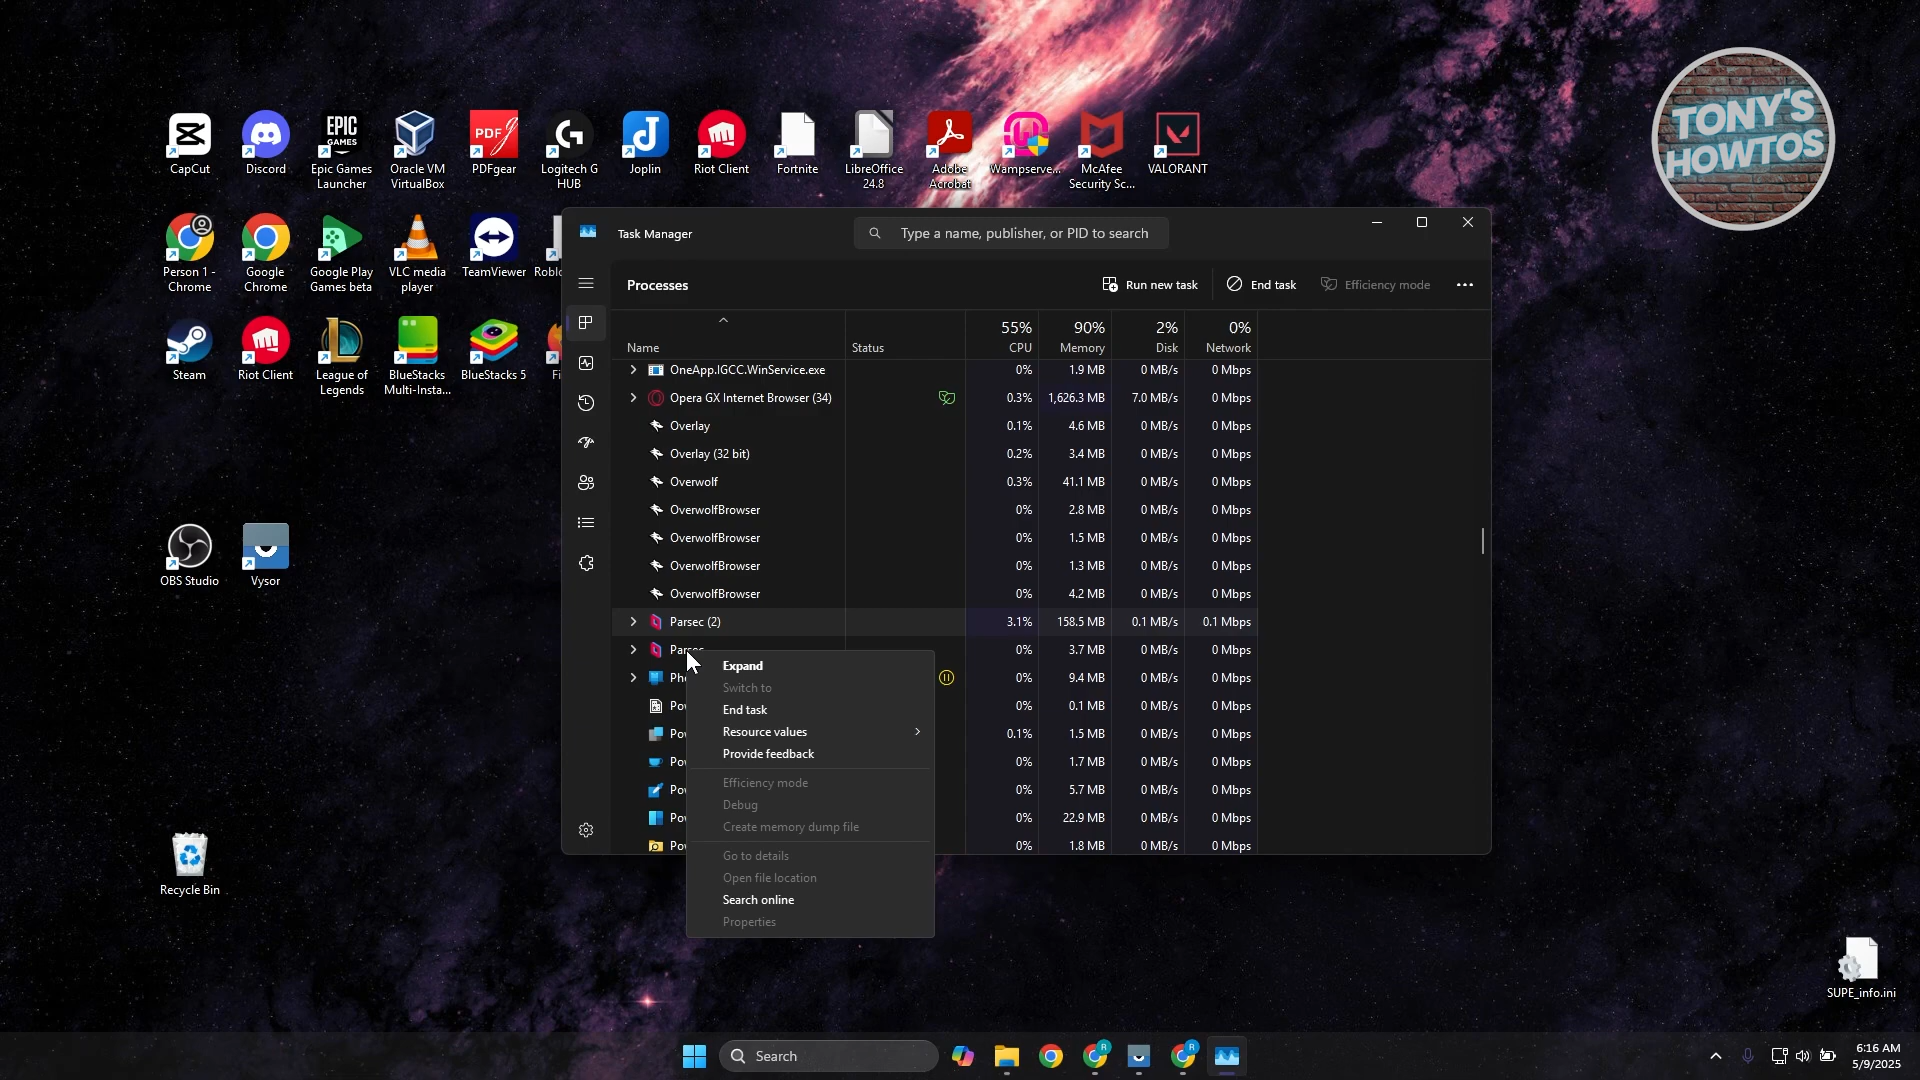 TONY'S
HOWTOS
CapCut
Discord
Epic Games
Launcher
Oracle VM
VirtualBox
PDFgear
Logitech G
HUB
Joplin
Riot Client
Fortnite
LibreOffice
24.8
Adobe
Acrobat
Wampserve...
McAfee
Security Sc...
VALORANT
EPIC
GAMES
PDF
Person 1 -
Chrome
Google
Chrome
Google Play
Games beta
VLC media
player
TeamViewer
Roblo
Steam
Riot Client
League of
Legends
BlueStacks
Multi-Insta...
BlueStacks 5
Fi
OBS Studio
Vysor
Recycle Bin
SUPE_info.ini
Task Manager
Type a name, publisher, or PID to search
Processes
Run new task
End task
Efficiency mode
Name
Status
55%
CPU
90%
Memory
2%
Disk
0%
Network
OneApp.IGCC.WinService.exe 0% 1.9 MB 0 MB/s 0 Mbps
Opera GX Internet Browser (34) 0.3% 1,626.3 MB 7.0 MB/s 0 Mbps
Overlay 0.1% 4.6 MB 0 MB/s 0 Mbps
Overlay (32 bit) 0.2% 3.4 MB 0 MB/s 0 Mbps
Overwolf 0.3% 41.1 MB 0 MB/s 0 Mbps
OverwolfBrowser 0% 2.8 MB 0 MB/s 0 Mbps
OverwolfBrowser 0% 1.5 MB 0 MB/s 0 Mbps
OverwolfBrowser 0% 1.3 MB 0 MB/s 0 Mbps
OverwolfBrowser 0% 4.2 MB 0 MB/s 0 Mbps
Parsec (2) 3.1% 158.5 MB 0.1 MB/s 0.1 Mbps
Parsec 0% 3.7 MB 0 MB/s 0 Mbps
Pho 0% 9.4 MB 0 MB/s 0 Mbps
Pow 0% 0.1 MB 0 MB/s 0 Mbps
Pow 0.1% 1.5 MB 0 MB/s 0 Mbps
Pow 0% 1.7 MB 0 MB/s 0 Mbps
Pow 0% 5.7 MB 0 MB/s 0 Mbps
Pow 0% 22.9 MB 0 MB/s 0 Mbps
Pow 0% 1.8 MB 0 MB/s 0 Mbps
Expand
Switch to
End task
Resource values
Provide feedback
Efficiency mode
Debug
Create memory dump file
Go to details
Open file location
Search online
Properties
Search
R
R
6:16 AM
5/9/2025